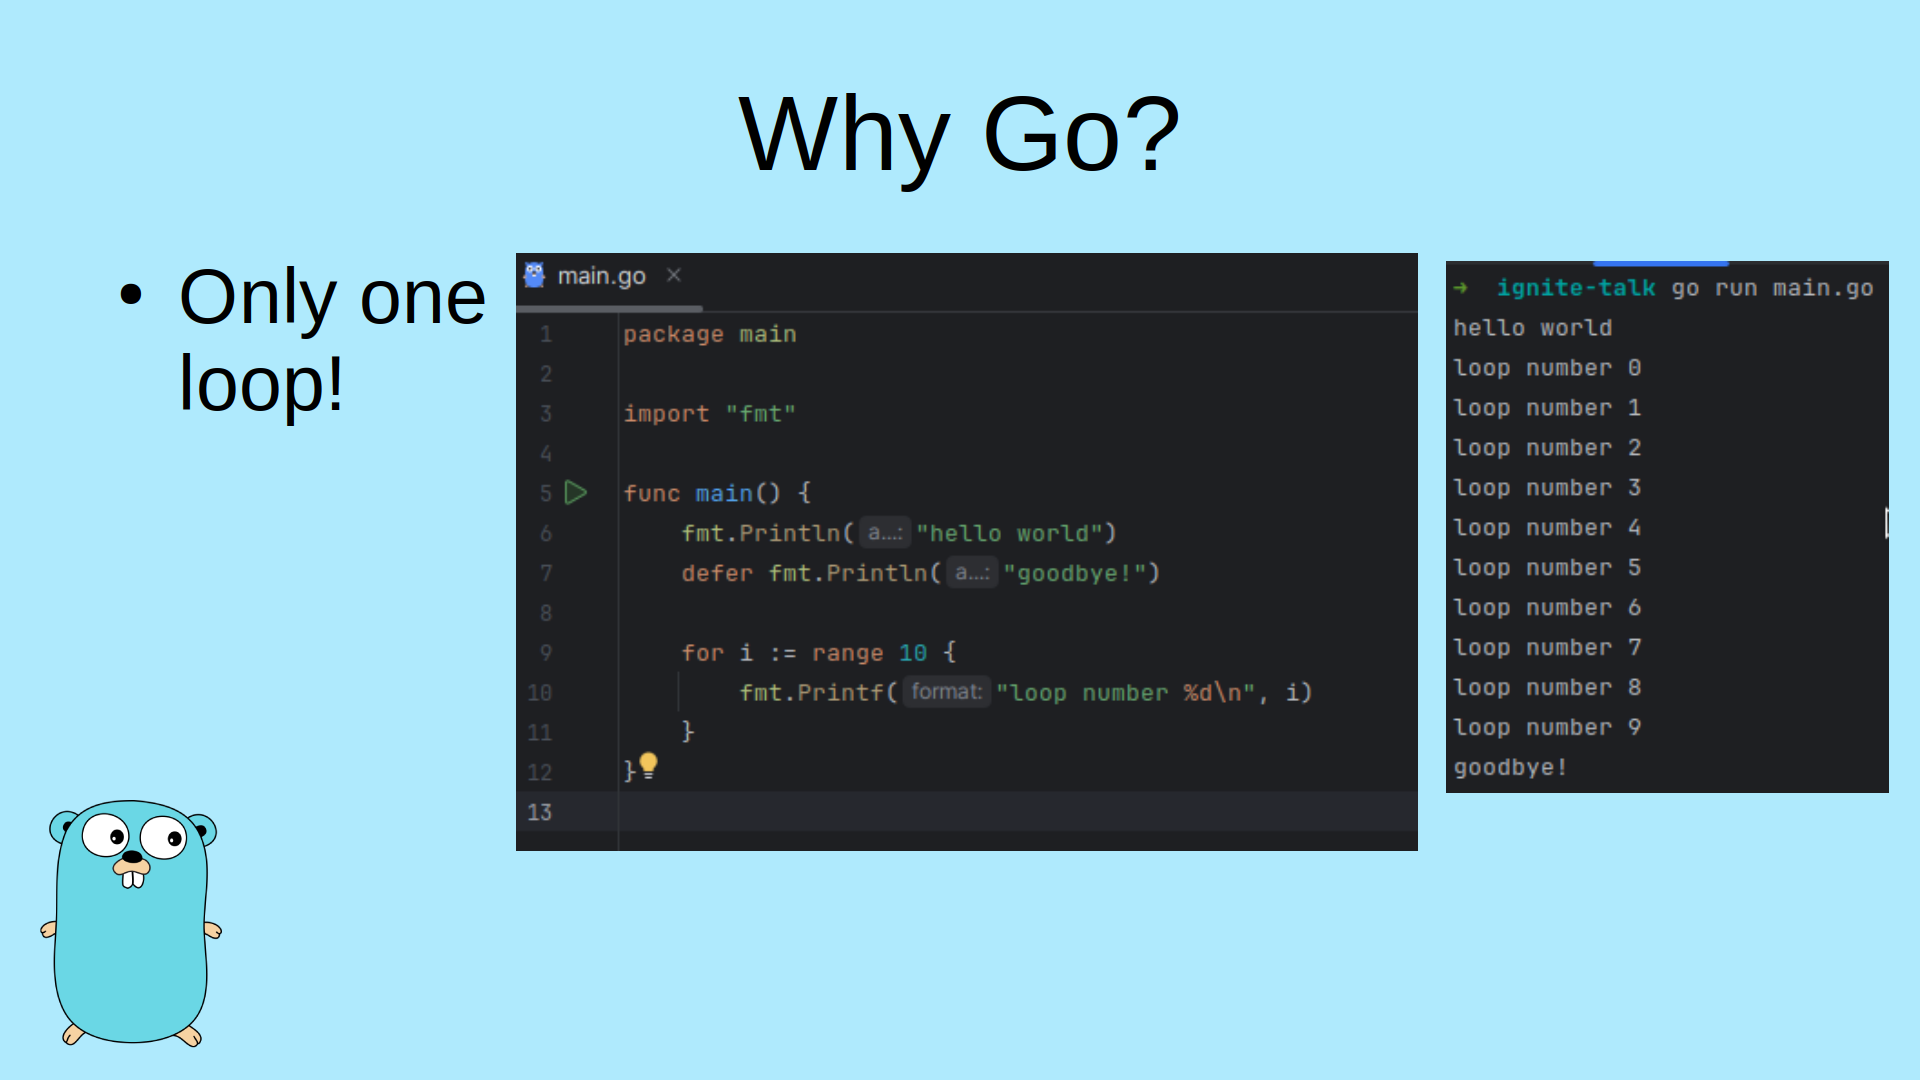 Why Go?
• Only one
loop!
main.go ×
1 package main
2
3 import "fmt"
4
5 func main() {
6 fmt.Println( a...: "hello world")
7 defer fmt.Println( a...: "goodbye!")
8
9 for i := range 10 {
10 fmt.Printf( format: "loop number %d\n", i)
11 }
12 }
13
➜ ignite-talk go run main.go
hello world
loop number 0
loop number 1
loop number 2
loop number 3
loop number 4
loop number 5
loop number 6
loop number 7
loop number 8
loop number 9
goodbye!